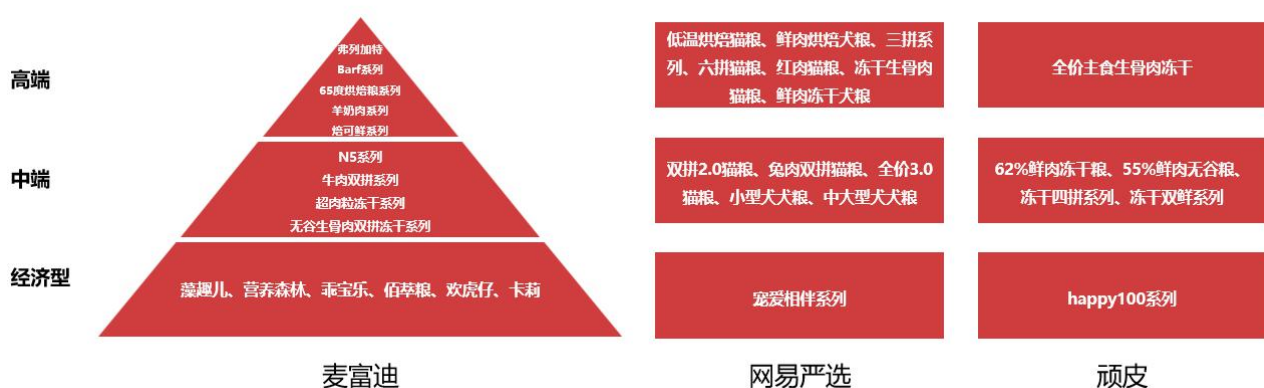 高端
弗列加特
Barf系列
65度烘焙粮系列
羊奶肉系列
焙可鲜系列
低温烘焙猫粮、鲜肉烘焙犬粮、三拼系
列、六拼猫粮、红肉猫粮、冻干生骨肉
猫粮、鲜肉冻干犬粮
全价主食生骨肉冻干
中端
N5系列
牛肉双拼系列
超肉粒冻干系列
无谷生骨肉双拼冻干系列
双拼2.0猫粮、兔肉双拼猫粮、全价3.0
猫粮、小型犬犬粮、中大型犬犬粮
62%鲜肉冻干粮、55%鲜肉无谷粮、
冻干四拼系列、冻干双鲜系列
经济型
藻趣儿、营养森林、乖宝乐、佰萃粮、欢虎仔、卡莉
宠爱相伴系列
happy100系列
麦富迪
网易严选
顽皮